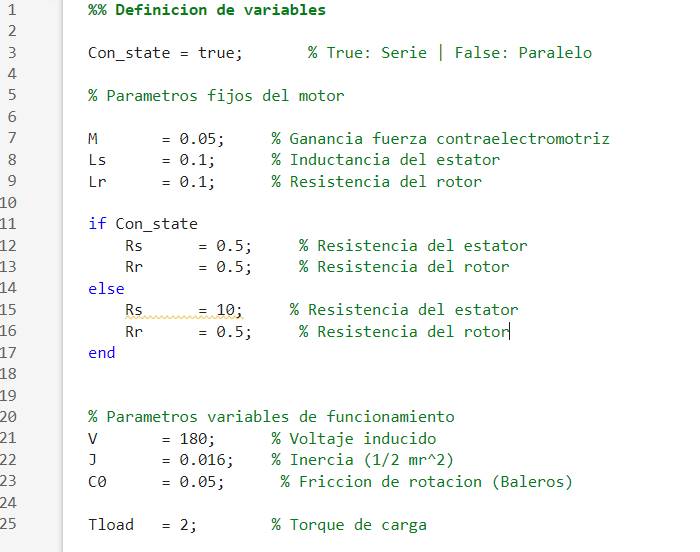 1 %% Definicion de variables
2
3 Con_state = true; % True: Serie | False: Paralelo
4
5 % Parametros fijos del motor
6
7 M = 0.05; % Ganancia fuerza contraelectromotriz
8 Ls = 0.1; % Inductancia del estator
9 Lr = 0.1; % Resistencia del rotor
10
11 if Con_state
12 Rs = 0.5; % Resistencia del estator
13 Rr = 0.5; % Resistencia del rotor
14 else
15 Rs = 10; % Resistencia del estator
16 Rr = 0.5; % Resistencia del rotor
17 end
18
19
20 % Parametros variables de funcionamiento
21 V = 180; % Voltaje inducido
22 J = 0.016; % Inercia (1/2 mr^2)
23 C0 = 0.05; % Friccion de rotacion (Baleros)
24
25 Tload = 2; % Torque de carga